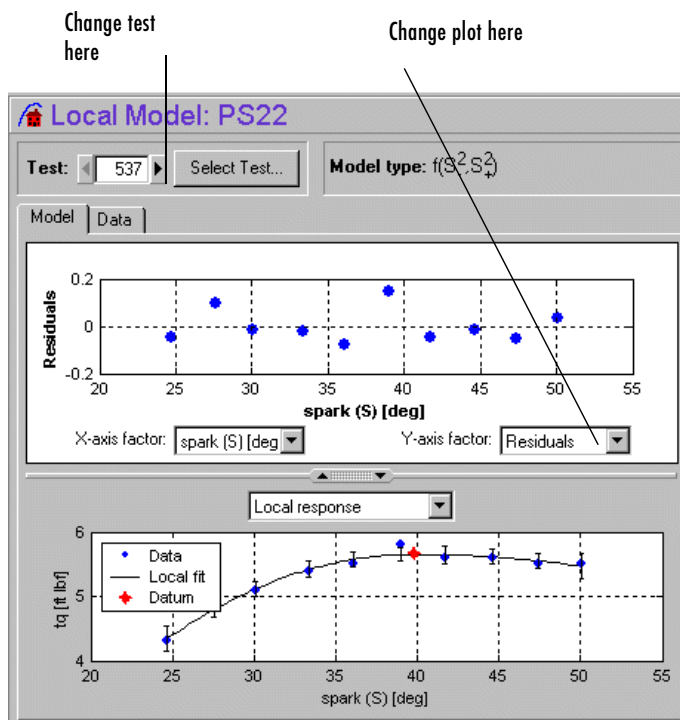 Change test
here
Change plot here
Local Model: PS22
Test: 537 Select Test... Model type: f(S²₋,S²₊)
Model Data
0.2
0
-0.2
Residuals
20 25 30 35 40 45 50 55
spark (S) [deg]
X-axis factor: spark (S) [deg Y-axis factor: Residuals
Local response
6
5
4
tq [ft lbf]
Data
Local fit
Datum
20 25 30 35 40 45 50 55
spark (S) [deg]